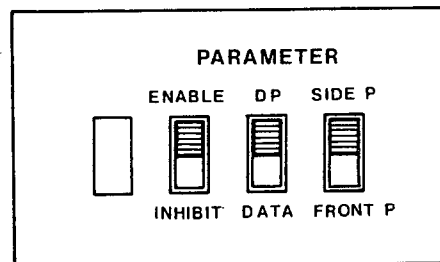 PARAMETER
ENABLE DP SIDE P
INHIBIT DATA FRONT P